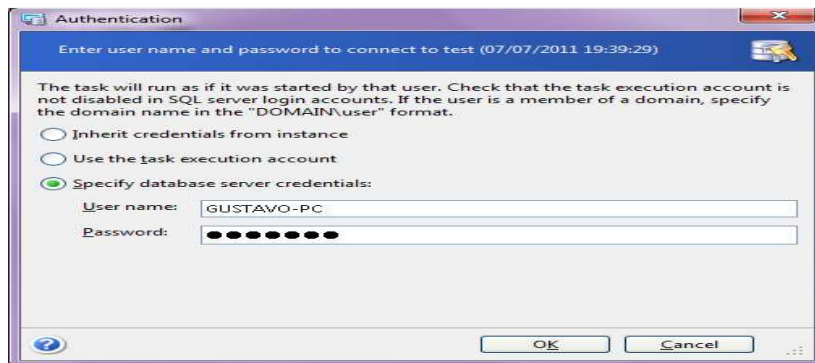 Authentication
Enter user name and password to connect to test (07/07/2011 19:39:29)
The task will run as if it was started by that user. Check that the task execution account is
not disabled in SQL server login accounts. If the user is a member of a domain, specify
the domain name in the "DOMAIN\user" format.
Inherit credentials from instance
Use the task execution account
Specify database server credentials:
User name: GUSTAVO-PC
Password: ●●●●●●●
OK Cancel